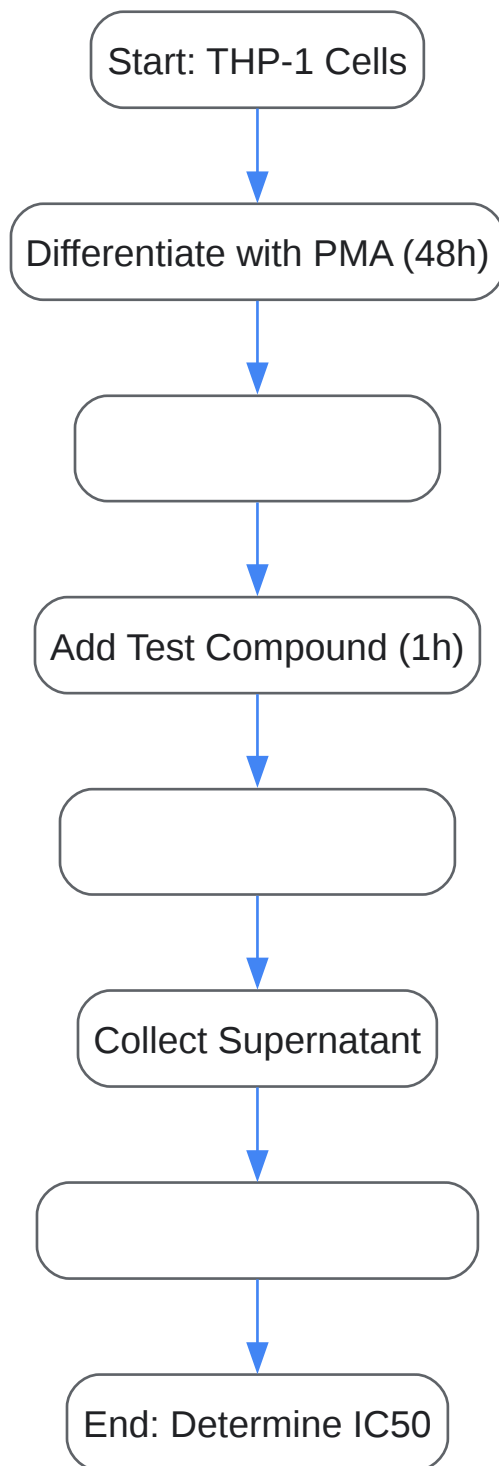 Start: THP-1 Cells
Differentiate with PMA (48h)
Add Test Compound (1h)
Collect Supernatant
End: Determine IC50